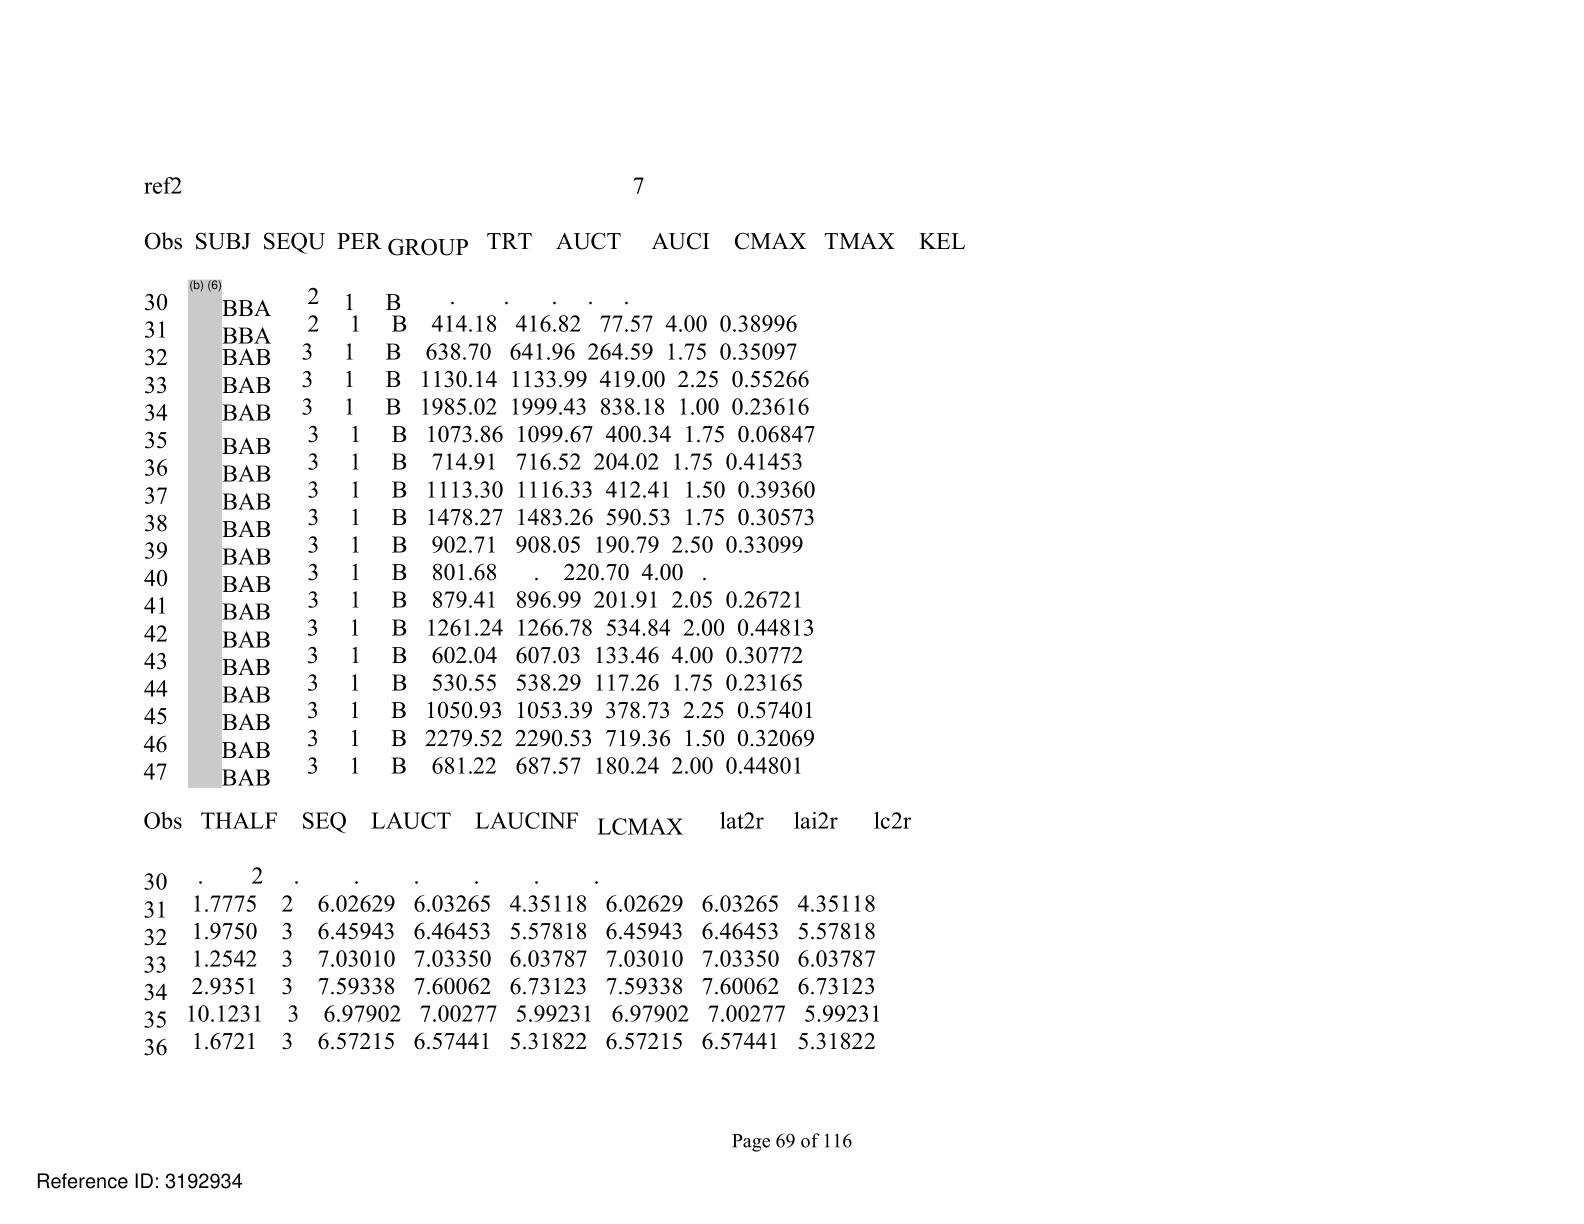 ref2 7
Obs SUBJ SEQU PER GROUP TRT AUCT AUCI CMAX TMAX KEL
(b) (6)
30 BBA 2 1 B . . . . .
31 BBA 2 1 B 414.18 416.82 77.57 4.00 0.38996
32 BAB 3 1 B 638.70 641.96 264.59 1.75 0.35097
33 BAB 3 1 B 1130.14 1133.99 419.00 2.25 0.55266
34 BAB 3 1 B 1985.02 1999.43 838.18 1.00 0.23616
35 BAB 3 1 B 1073.86 1099.67 400.34 1.75 0.06847
36 BAB 3 1 B 714.91 716.52 204.02 1.75 0.41453
37 BAB 3 1 B 1113.30 1116.33 412.41 1.50 0.39360
38 BAB 3 1 B 1478.27 1483.26 590.53 1.75 0.30573
39 BAB 3 1 B 902.71 908.05 190.79 2.50 0.33099
40 BAB 3 1 B 801.68 . 220.70 4.00 .
41 BAB 3 1 B 879.41 896.99 201.91 2.05 0.26721
42 BAB 3 1 B 1261.24 1266.78 534.84 2.00 0.44813
43 BAB 3 1 B 602.04 607.03 133.46 4.00 0.30772
44 BAB 3 1 B 530.55 538.29 117.26 1.75 0.23165
45 BAB 3 1 B 1050.93 1053.39 378.73 2.25 0.57401
46 BAB 3 1 B 2279.52 2290.53 719.36 1.50 0.32069
47 BAB 3 1 B 681.22 687.57 180.24 2.00 0.44801
Obs THALF SEQ LAUCT LAUCINF LCMAX lat2r lai2r lc2r
30 . 2 . . . . . .
31 1.7775 2 6.02629 6.03265 4.35118 6.02629 6.03265 4.35118
32 1.9750 3 6.45943 6.46453 5.57818 6.45943 6.46453 5.57818
33 1.2542 3 7.03010 7.03350 6.03787 7.03010 7.03350 6.03787
34 2.9351 3 7.59338 7.60062 6.73123 7.59338 7.60062 6.73123
35 10.1231 3 6.97902 7.00277 5.99231 6.97902 7.00277 5.99231
36 1.6721 3 6.57215 6.57441 5.31822 6.57215 6.57441 5.31822
Page 69 of 116
Reference ID: 3192934